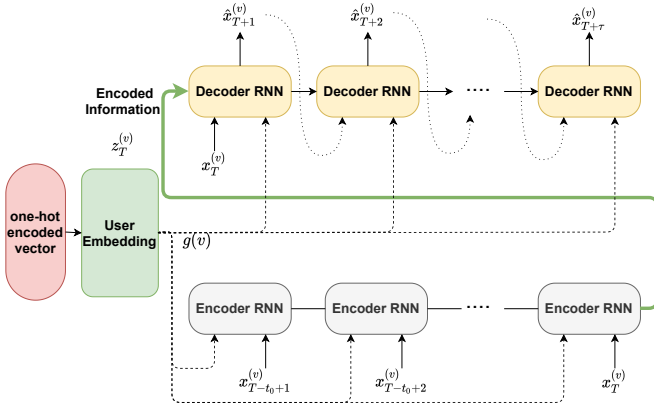 x̂_{T+1}^{(v)} x̂_{T+2}^{(v)} x̂_{T+τ}^{(v)}
Encoded
Information
Decoder RNN Decoder RNN ···· Decoder RNN
z_T^{(v)}
x_T^{(v)}
one-hot
encoded
vector
User
Embedding
g(v)
Encoder RNN Encoder RNN ···· Encoder RNN
x_{T-t_0+1}^{(v)} x_{T-t_0+2}^{(v)} x_T^{(v)}